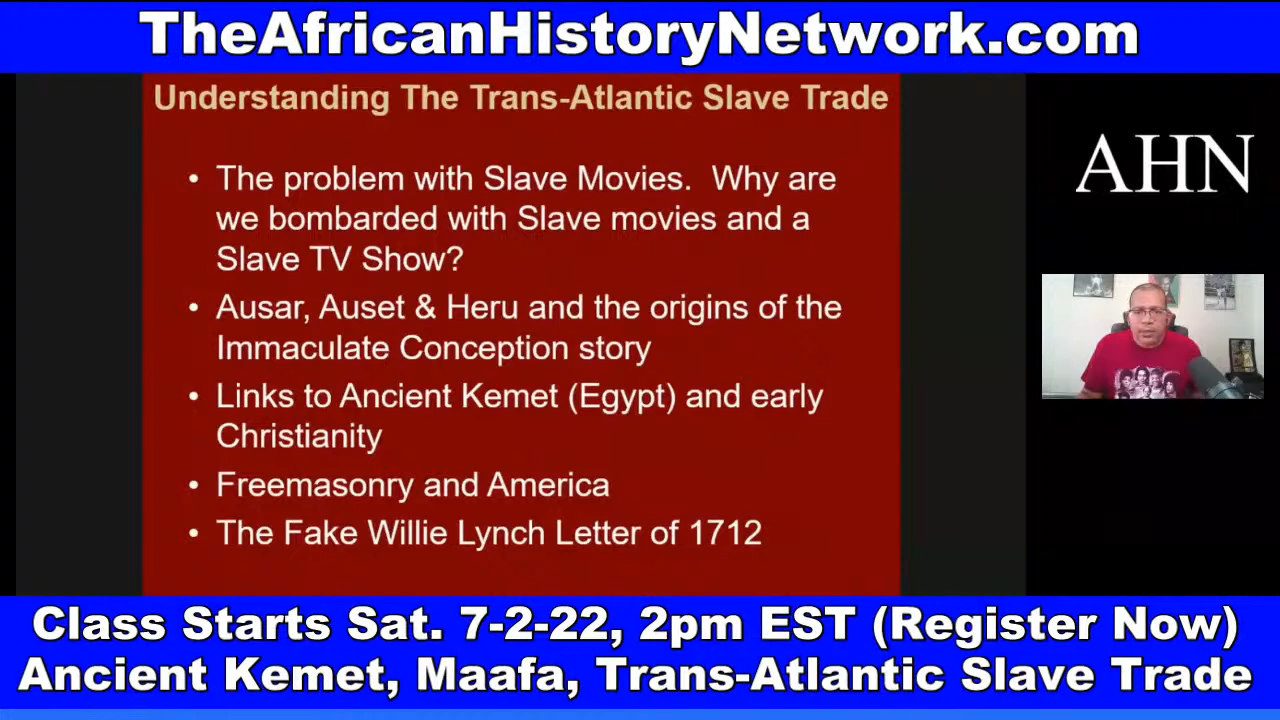 TheAfricanHistoryNetwork.com
Understanding The Trans-Atlantic Slave Trade
AHN
• The problem with Slave Movies.  Why are
we bombarded with Slave movies and a
Slave TV Show?
• Ausar, Auset & Heru and the origins of the
Immaculate Conception story
• Links to Ancient Kemet (Egypt) and early
Christianity
• Freemasonry and America
• The Fake Willie Lynch Letter of 1712
Class Starts Sat. 7-2-22, 2pm EST (Register Now)
Ancient Kemet, Maafa, Trans-Atlantic Slave Trade